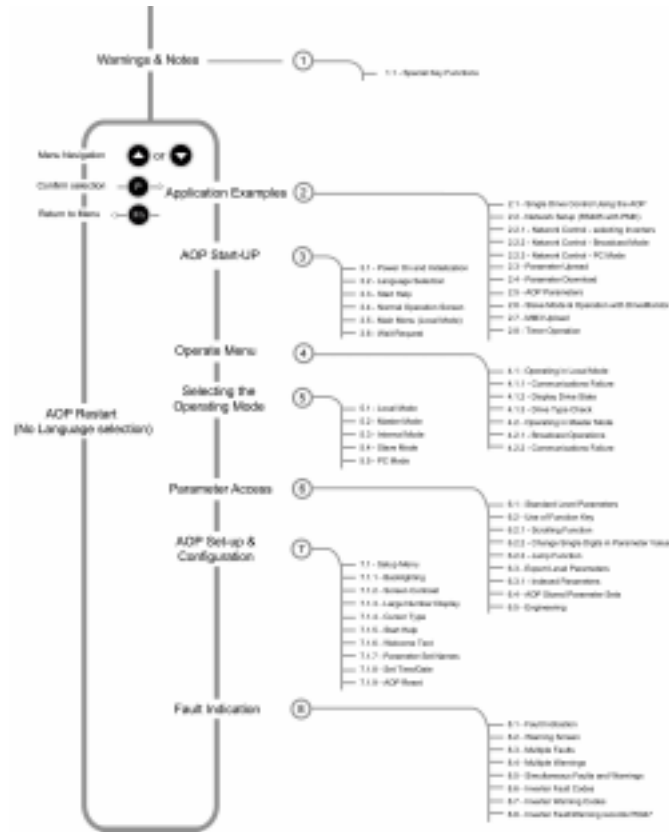 Warnings & Notes
1
1.1 - Special Key Functions
Menu Navigation
or
Confirm selection
P
Return to Menu
Fn
Application Examples
2
2.1 - Single Drive Control Using the AOP
2.2 - Network Setup (RS485 with PMK)
2.2.1 - Network Control - selecting Inverters
2.2.2 - Network Control - Broadcast Mode
2.2.3 - Network Control - PC Mode
2.3 - Parameter Upread
2.4 - Parameter Download
2.5 - AOP Parameters
2.6 - Slave Mode & Operation with DriveMonitor
2.7 - Upread
2.8 - Timer Operation
AOP Start-UP
3
3.1 - Power On and Initialization
3.2 - Language Selection
3.3 - Start Help
3.4 - Normal Operation Screen
3.5 - Main Menu (Local Mode)
3.6 - Wait Request
Operate Menu
4
4.1 - Operating in Local Mode
4.1.1 - Communications Failure
4.1.2 - Display Drive State
4.1.3 - Drive Type Check
4.2 - Operating in Master Mode
4.2.1 - Broadcast Operations
4.2.2 - Communications Failure
Selecting the
Operating Mode
5
5.1 - Local Mode
5.2 - Master Mode
5.3 - Internal Mode
5.4 - Slave Mode
5.5 - PC Mode
AOP Restart
(No Language selection)
Parameter Access
6
6.1 - Standard Level Parameters
6.2 - Use of Function Key
6.2.1 - Scrolling Function
6.2.2 - Change Single Digits in Parameter Value
6.2.3 - Jump Function
6.3 - Expert Level Parameters
6.3.1 - Indexed Parameters
6.4 - AOP Stored Parameter Sets
6.5 - Engineering
AOP Set-up &
Configuration
7
7.1 - Setup Menu
7.1.1 - Backlighting
7.1.2 - Screen Contrast
7.1.3 - Large Number Display
7.1.4 - Cursor Type
7.1.5 - Start Help
7.1.6 - Welcome Text
7.1.7 - Parameter Set Names
7.1.8 - Set Time/Date
7.1.9 - AOP Reset
Fault Indication
8
8.1 - Fault Indication
8.2 - Warning Screen
8.3 - Multiple Faults
8.4 - Multiple Warnings
8.5 - Simultaneous Faults and Warnings
8.6 - Inverter Fault Codes
8.7 - Inverter Warning Codes
8.8 - Inverter Fault/Warning